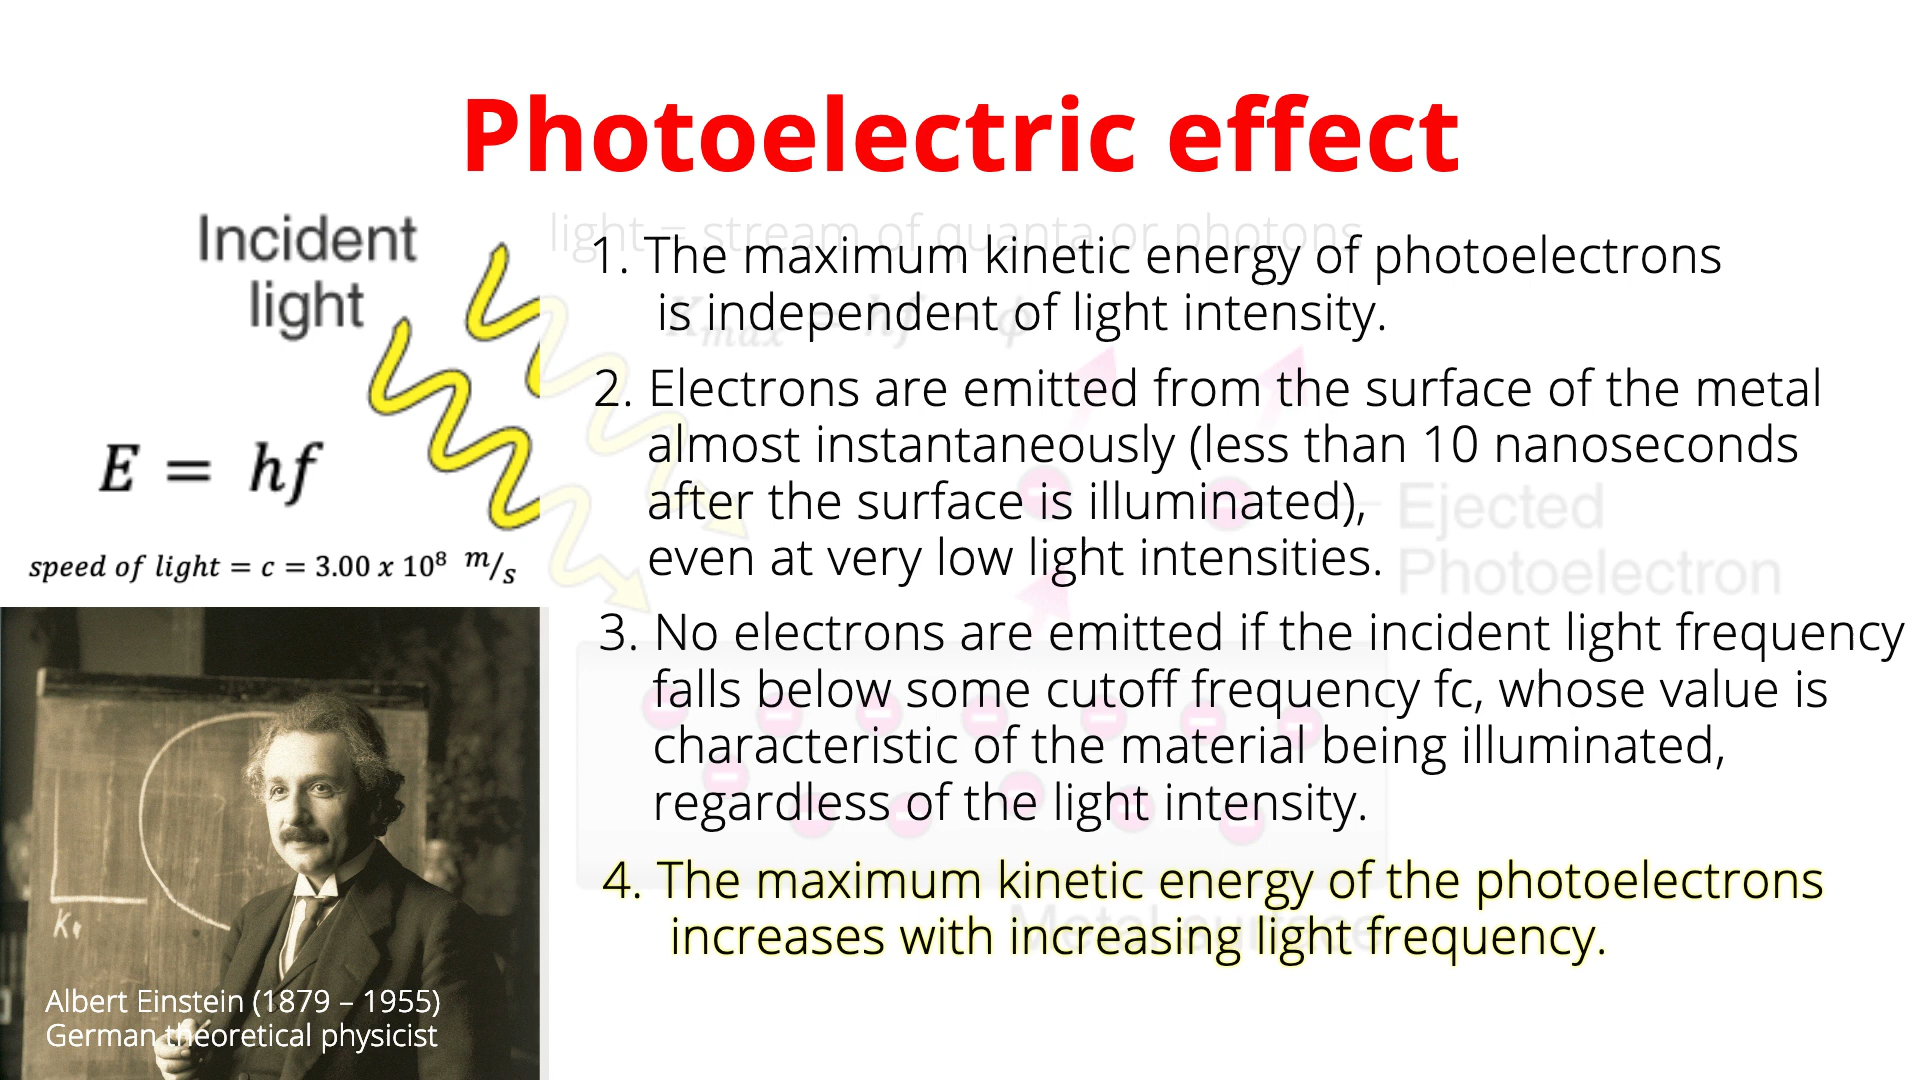 Photoelectric effect
Incident
light
light = stream of quanta or photons
K max = hf − ϕ
E = hf
speed of light = c = 3.00 x 10⁸ m/s
1. The maximum kinetic energy of photoelectrons
is independent of light intensity.
2. Electrons are emitted from the surface of the metal
almost instantaneously (less than 10 nanoseconds
after the surface is illuminated),
even at very low light intensities.
Ejected
Photoelectron
3. No electrons are emitted if the incident light frequency
falls below some cutoff frequency fc, whose value is
characteristic of the material being illuminated,
regardless of the light intensity.
4. The maximum kinetic energy of the photoelectrons
increases with increasing light frequency.
Metal surface
Albert Einstein (1879 – 1955)
German theoretical physicist